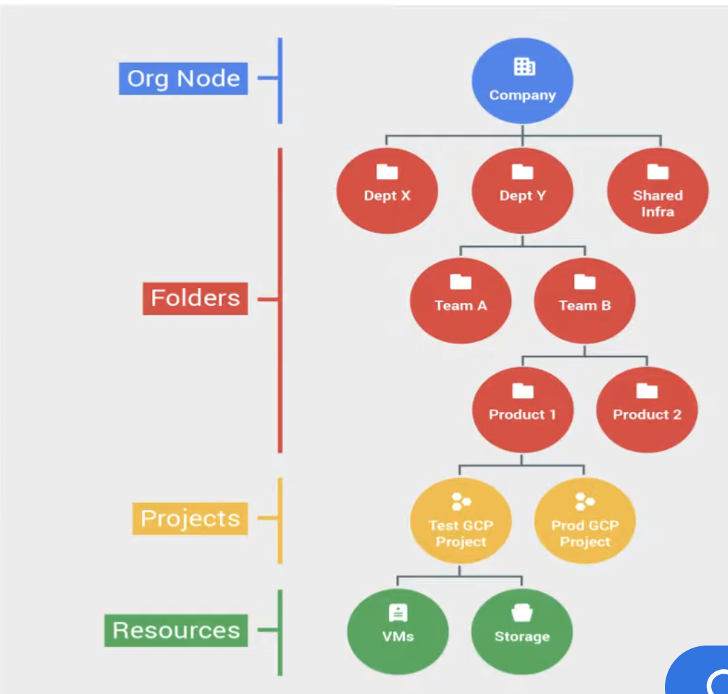 Org Node
Company
Dept X
Dept Y
Shared
Infra
Folders
Team A
Team B
Product 1
Product 2
Projects
Test GCP
Project
Prod GCP
Project
Resources
VMs
Storage